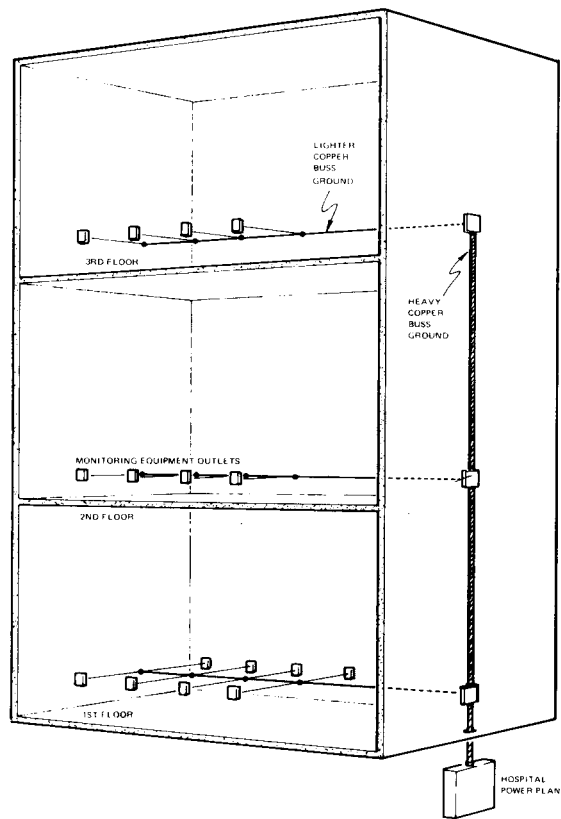 LIGHTER
COPPER
BUSS
GROUND
3RD FLOOR
HEAVY
COPPER
BUSS
GROUND
MONITORING EQUIPMENT OUTLETS
2ND FLOOR
1ST FLOOR
HOSPITAL
POWER PLAN